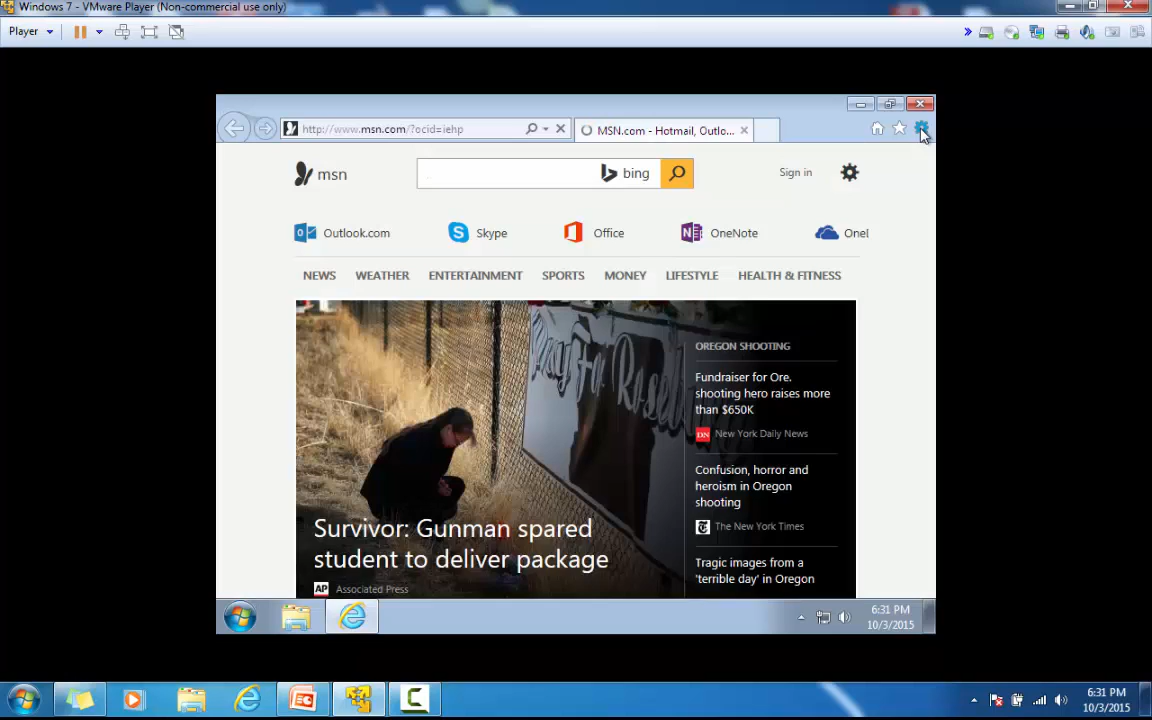 Windows 7 - VMware Player (Non-commercial use only)
Player
http://www.msn.com/?ocid=iehp
MSN.com - Hotmail, Outlo...
msn
bing
Sign in
Outlook.com
Skype
Office
OneNote
Onel
NEWS
WEATHER
ENTERTAINMENT
SPORTS
MONEY
LIFESTYLE
HEALTH & FITNESS
OREGON SHOOTING
Fundraiser for Ore.
shooting hero raises more
than $650K
DN New York Daily News
Confusion, horror and
heroism in Oregon
shooting
The New York Times
Tragic images from a
'terrible day' in Oregon
Survivor: Gunman spared
student to deliver package
AP Associated Press
6:31 PM
10/3/2015
6:31 PM
10/3/2015